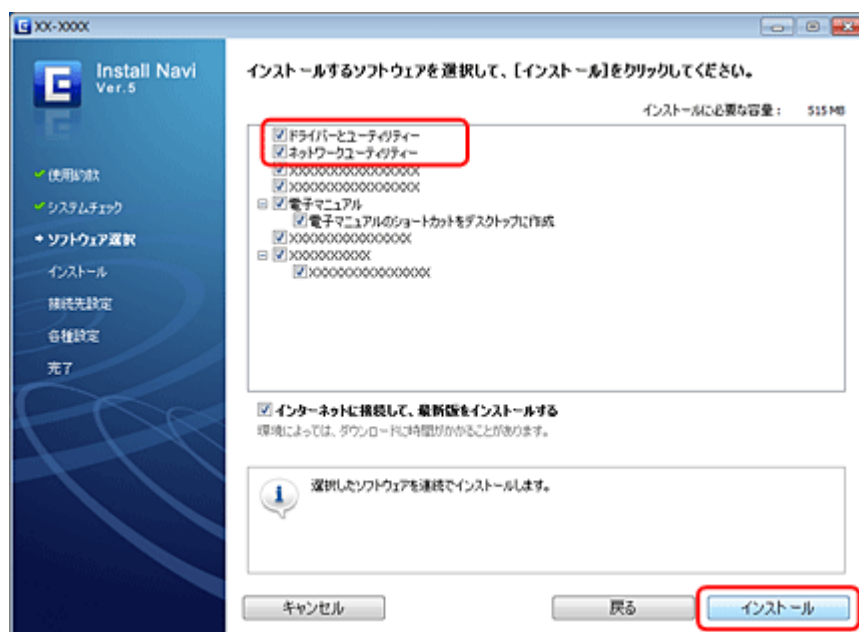 XX-XXXX
Install Navi
Ver.5
インストールするソフトウェアを選択して、[インストール]をクリックしてください。
インストールに必要な容量： 515 MB
ドライバーとユーティリティー
ネットワークユーティリティー
XXXXXXXXXXXXXXXXX
XXXXXXXXXXXXXXXXX
電子マニュアル
電子マニュアルのショートカットをデスクトップに作成
XXXXXXXXXXXXXXXX
XXXXXXXXXXX
XXXXXXXXXXXXXXXX
使用約款
システムチェック
ソフトウェア選択
インストール
接続先設定
各種設定
完了
インターネットに接続して、最新版をインストールする
環境によっては、ダウンロードに時間がかかることがあります。
選択したソフトウェアを連続でインストールします。
キャンセル
戻る
インストール